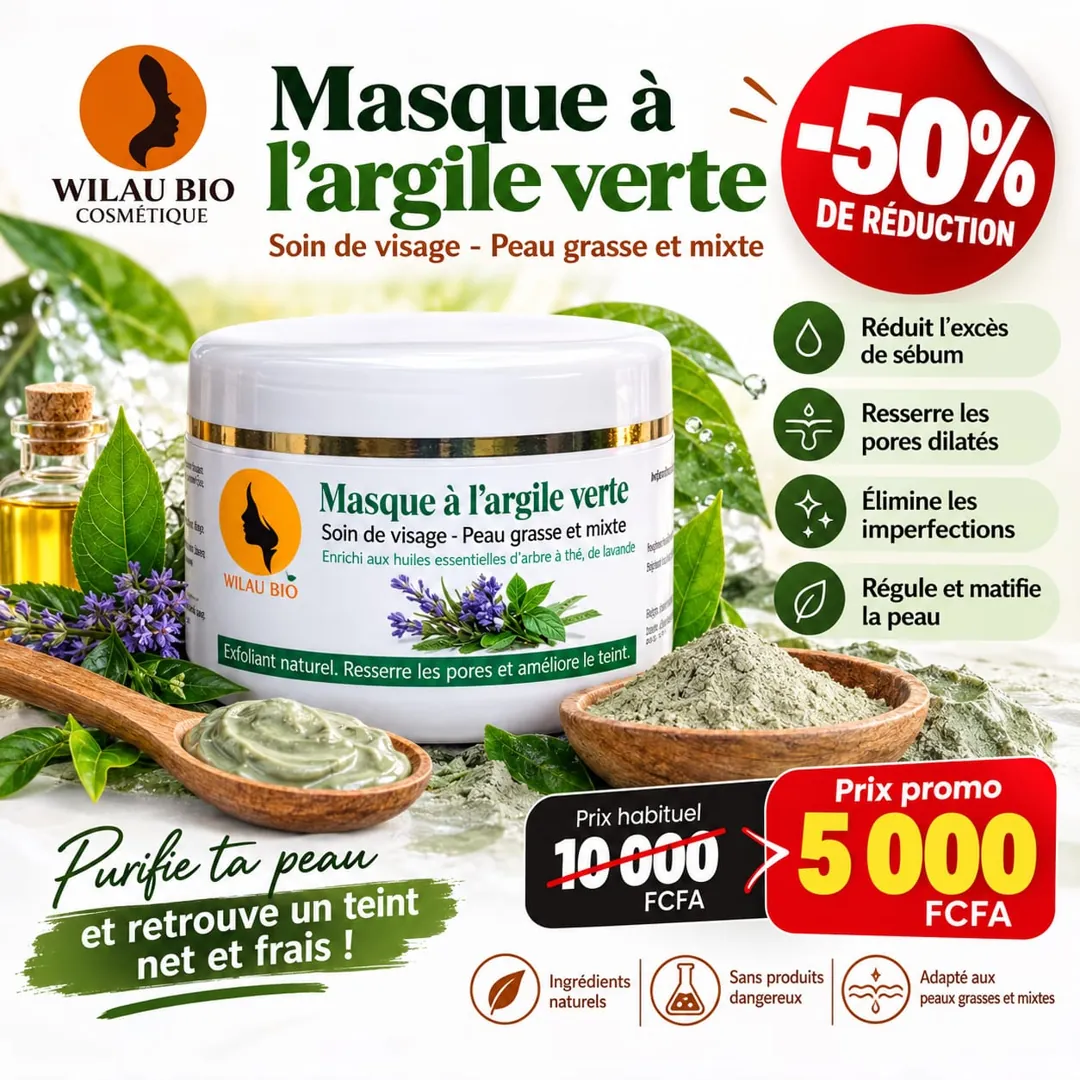 WILAU BIO
COSMÉTIQUE
Masque à
l'argile verte
Soin de visage - Peau grasse et mixte
-50%
DE RÉDUCTION
Réduit l'excès
de sébum
Resserre les
pores dilatés
Élimine les
imperfections
Régule et matifie
la peau
WILAU BIO
Masque à l'argile verte
Soin de visage - Peau grasse et mixte
Enrichi aux huiles essentielles d'arbre à thé, de lavande
Exfoliant naturel. Resserre les pores et améliore le teint.
Purifie ta peau
et retrouve un teint
net et frais !
Prix habituel
10 000
FCFA
Prix promo
5 000
FCFA
Ingrédients
naturels
Sans produits
dangereux
Adapté aux
peaux grasses et mixtes